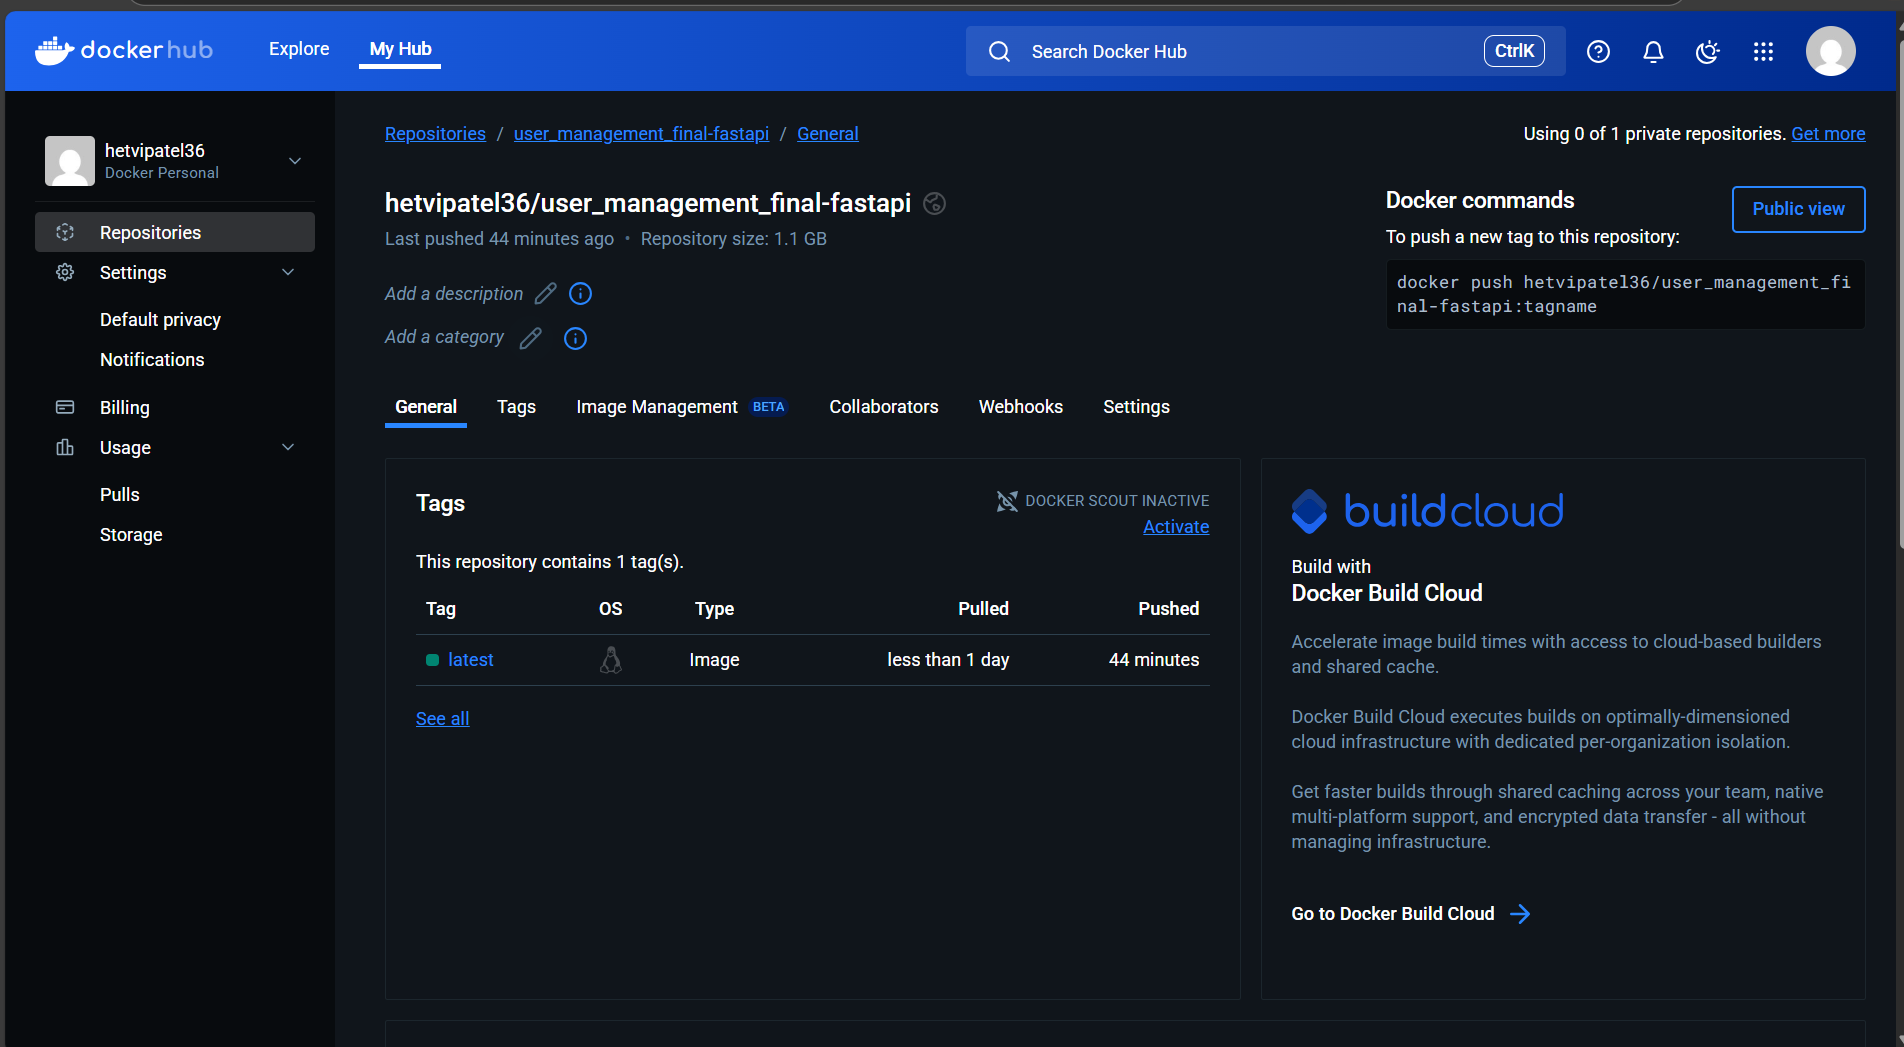 dockerhub
Explore
My Hub
Search Docker Hub
CtrlK
hetvipatel36
Docker Personal
Repositories
Settings
Default privacy
Notifications
Billing
Usage
Pulls
Storage
Repositories / user_management_final-fastapi / General
Using 0 of 1 private repositories. Get more
hetvipatel36/user_management_final-fastapi
Last pushed 44 minutes ago • Repository size: 1.1 GB
Add a description
Add a category
Docker commands
Public view
To push a new tag to this repository:
docker push hetvipatel36/user_management_fi
nal-fastapi:tagname
General
Tags
Image Management BETA
Collaborators
Webhooks
Settings
Tags
DOCKER SCOUT INACTIVE
Activate
This repository contains 1 tag(s).
Tag OS Type Pulled Pushed
latest Image less than 1 day 44 minutes
See all
buildcloud
Build with
Docker Build Cloud
Accelerate image build times with access to cloud-based builders
and shared cache.
Docker Build Cloud executes builds on optimally-dimensioned
cloud infrastructure with dedicated per-organization isolation.
Get faster builds through shared caching across your team, native
multi-platform support, and encrypted data transfer - all without
managing infrastructure.
Go to Docker Build Cloud